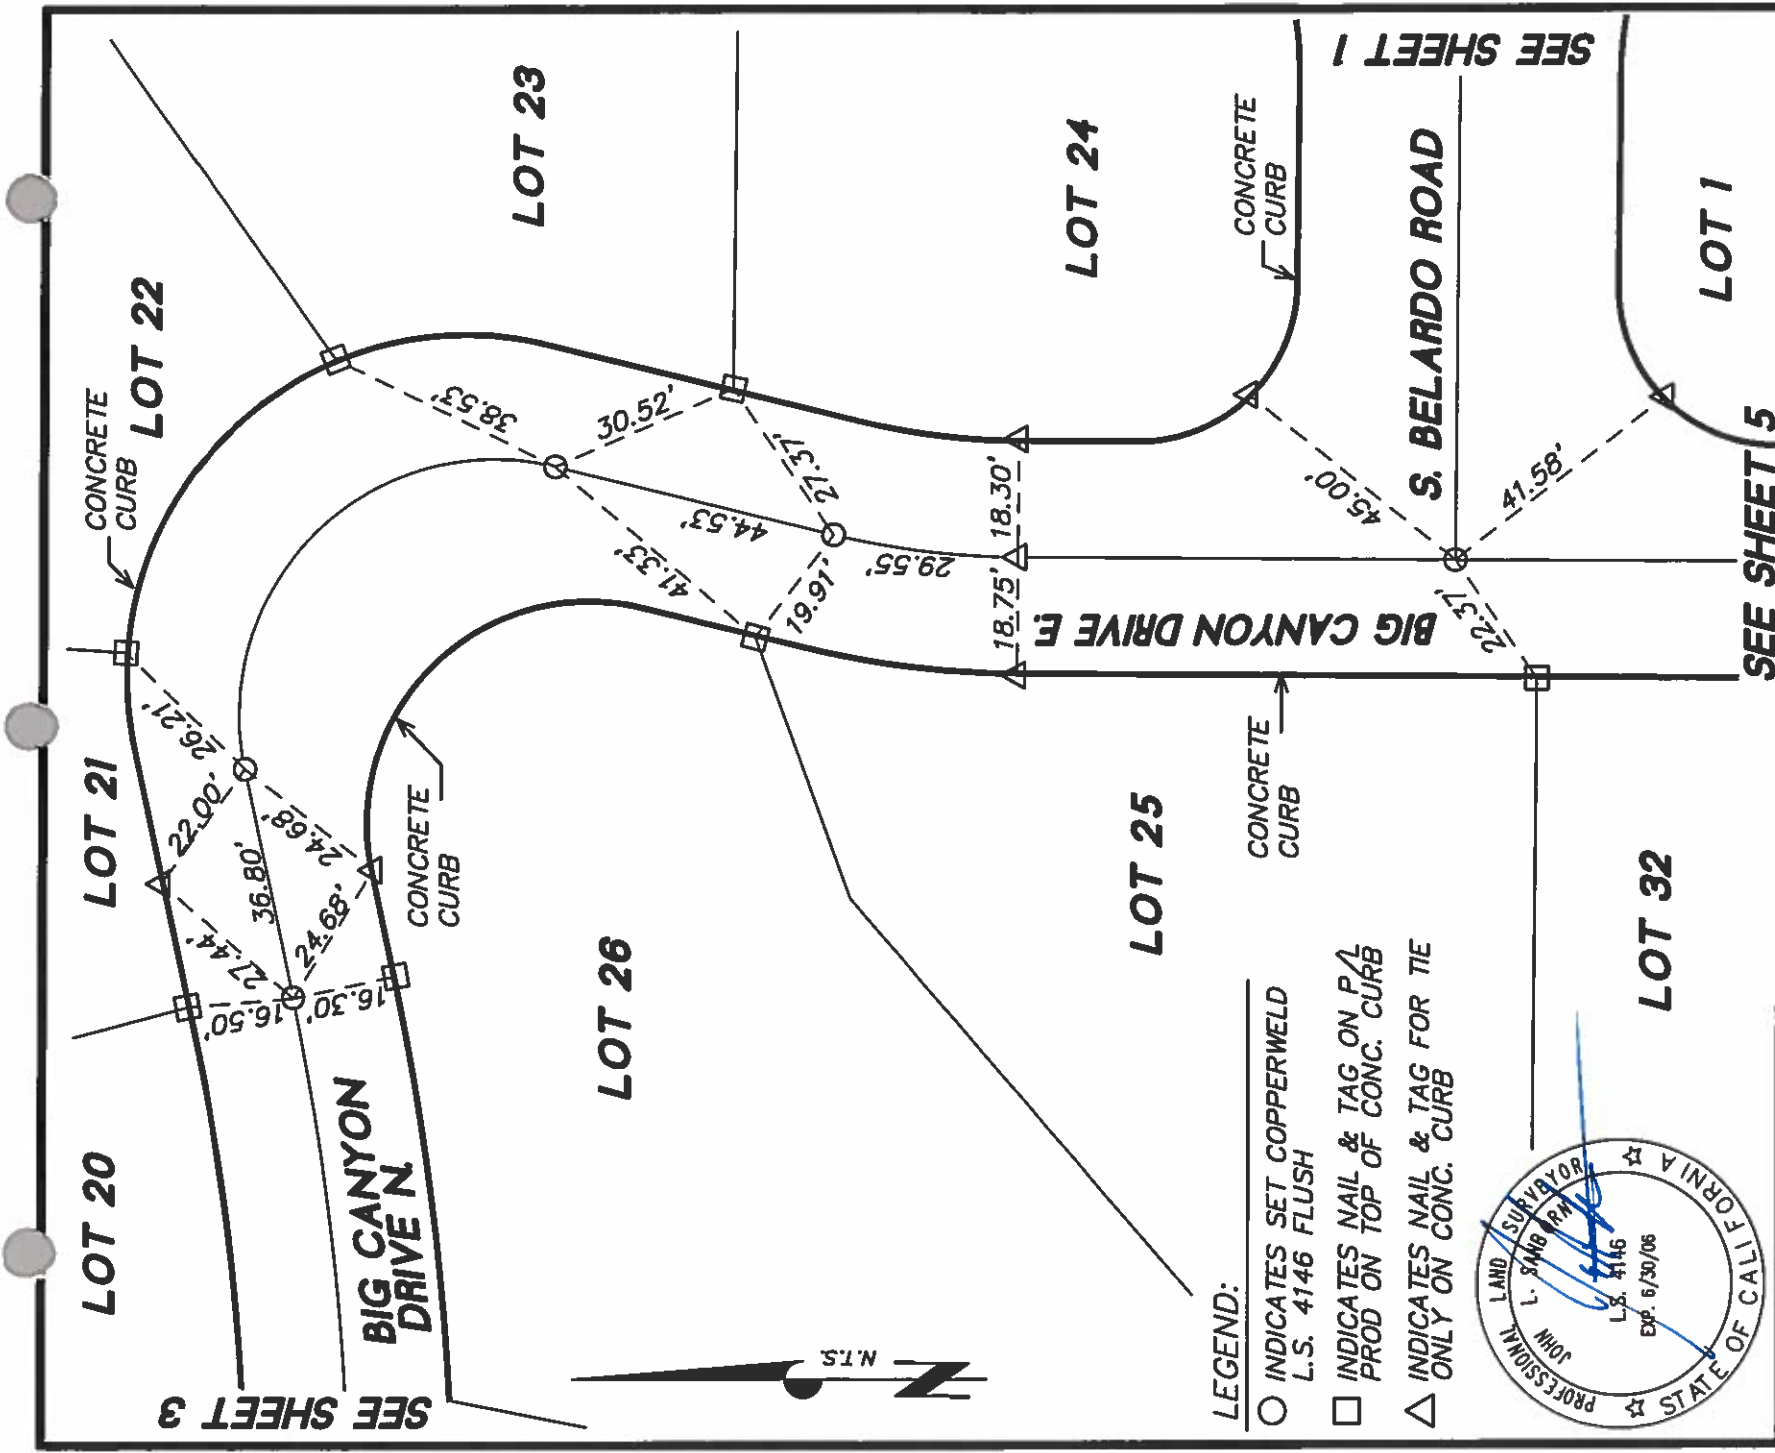 LOT 20
LOT 21
LOT 22
LOT 23
LOT 24
LOT 1
LOT 26
LOT 25
LOT 32
CONCRETE
CURB
CONCRETE
CURB
CONCRETE
CURB
CONCRETE
CURB
BIG CANYON
DRIVE N.
BIG CANYON DRIVE E.
S. BELARDO ROAD
SEE SHEET 3
SEE SHEET 1
SEE SHEET 5
16.50'
16.30'
27.44'
24.68'
36.80'
22.00'
24.68'
26.21'
38.53'
30.52'
41.33'
44.53'
27.37'
19.91'
29.55'
18.75'
18.30'
45.00'
41.58'
22.37'
N.T.S.
N
LEGEND:
INDICATES SET COPPERWELD
L.S. 4146 FLUSH
INDICATES NAIL & TAG ON P/L
PROD ON TOP OF CONC. CURB
INDICATES NAIL & TAG FOR TIE
ONLY ON CONC. CURB
PROFESSIONAL LAND SURVEYOR
JOHN L. SANBORN
L.S. 4146
EXP. 6/30/06
STATE OF CALIFORNIA